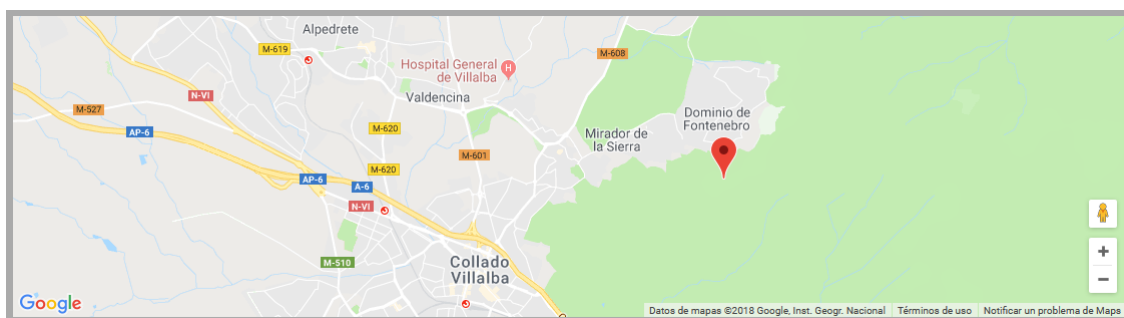 Alpedrete
M-619
M-608
Hospital General
de Villalba
H
N-VI
Valdencina
M-527
Dominio de
Fontenebro
AP-6
M-620
Mirador de
la Sierra
M-601
M-620
AP-6
A-6
N-VI
M-510
Collado
Villalba
+
−
Google
Datos de mapas ©2018 Google, Inst. Geogr. Nacional Términos de uso Notificar un problema de Maps